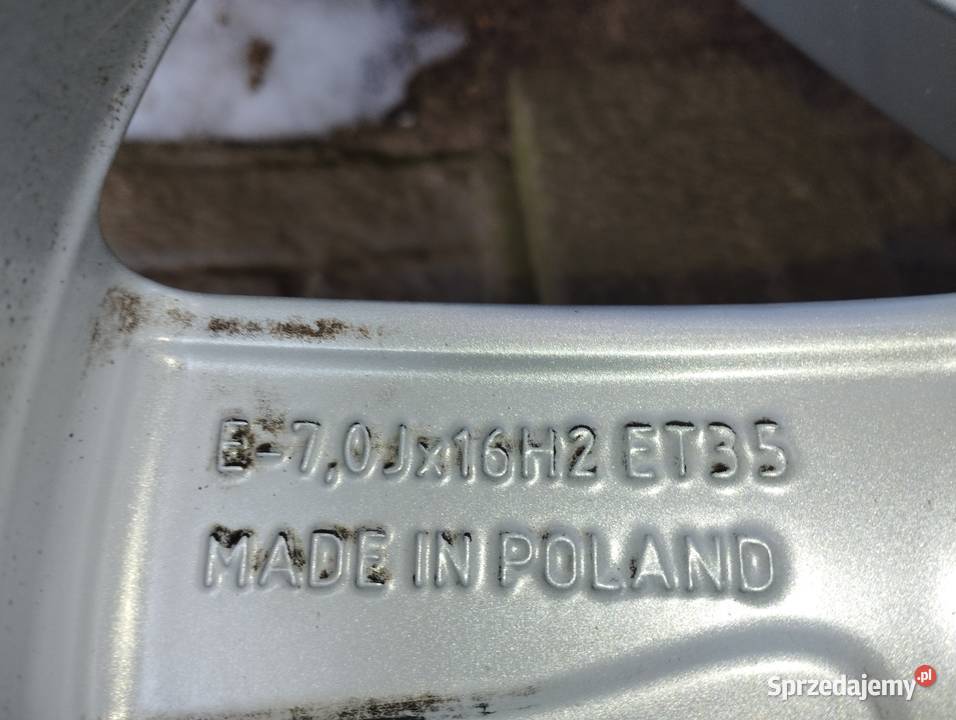 E-7,0Jx16H2 ET35
MADE IN POLAND
Sprzedajemy.pl